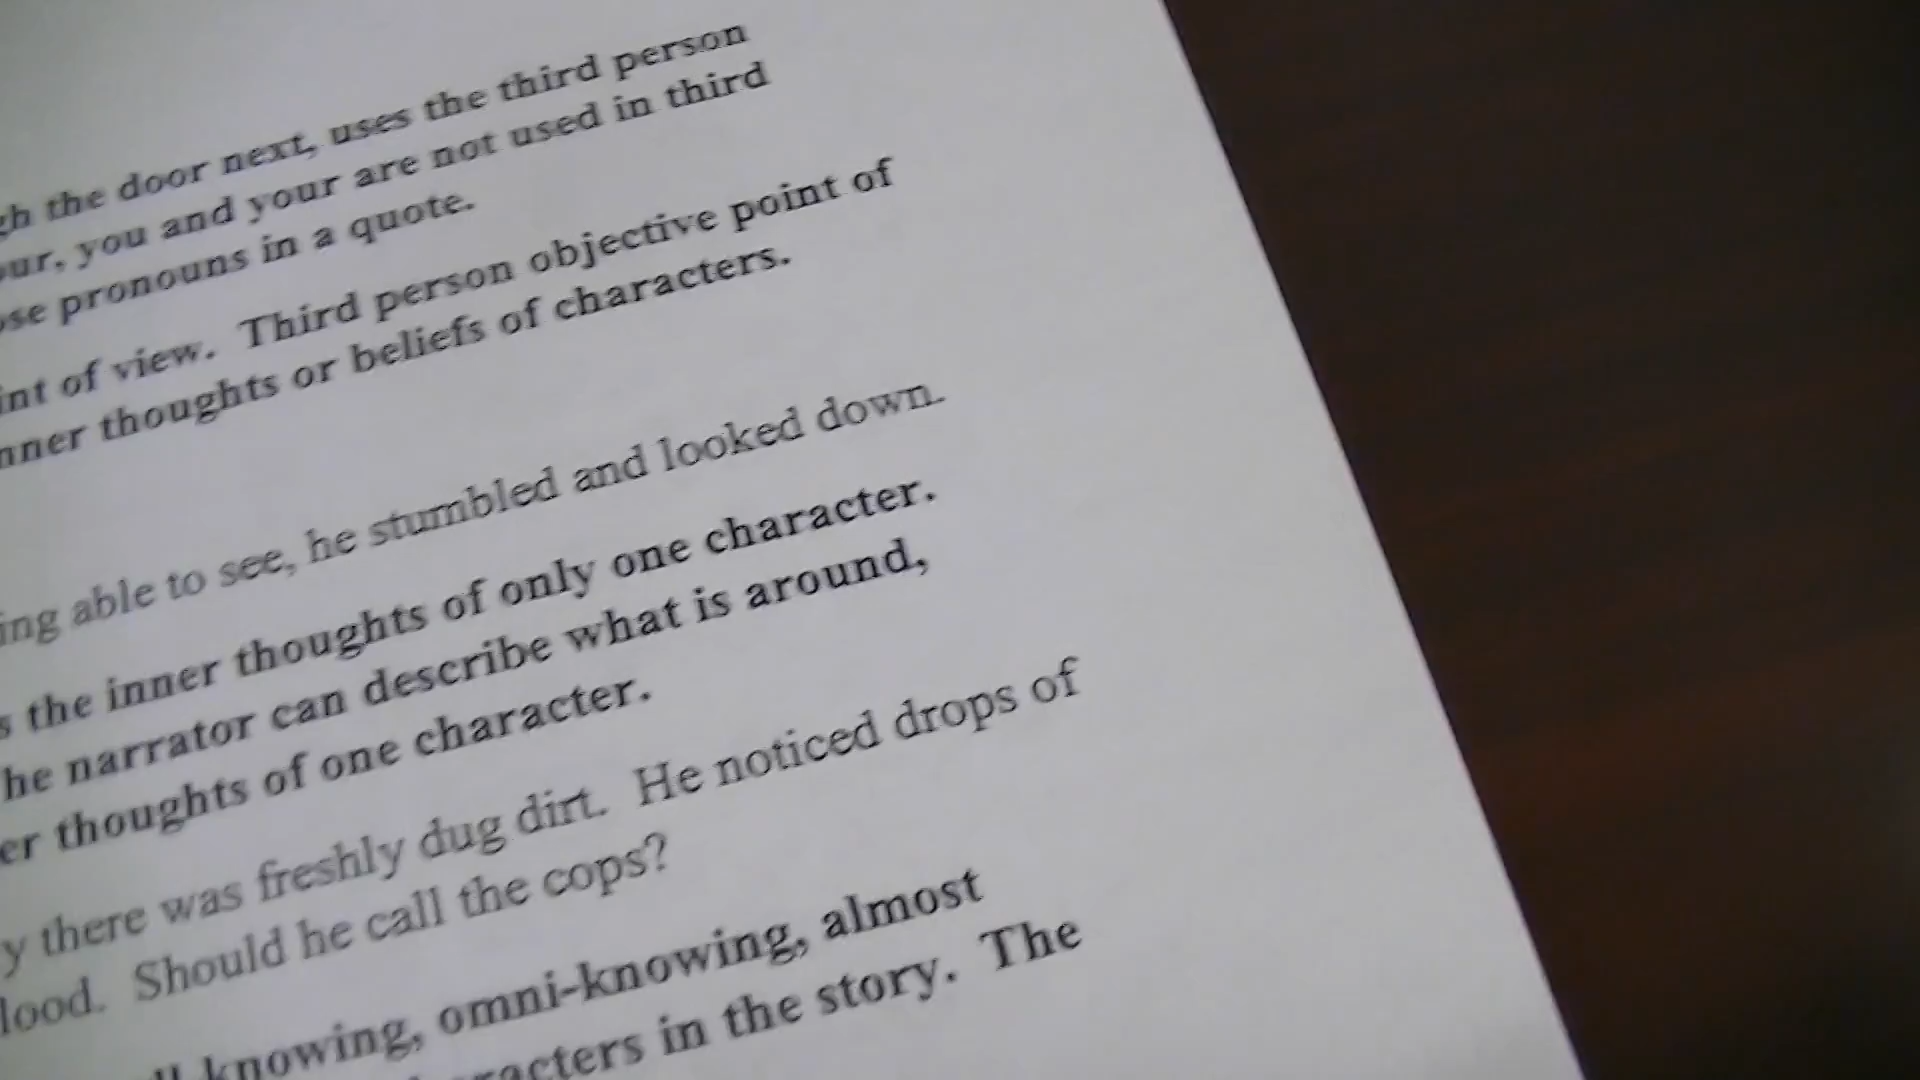 gh the door next, uses the third person
our, you and your are not used in third
ose pronouns in a quote.
int of view. Third person objective point of
nner thoughts or beliefs of characters.
ing able to see, he stumbled and looked down.
s the inner thoughts of only one character.
he narrator can describe what is around,
er thoughts of one character.
y there was freshly dug dirt. He noticed drops of
lood. Should he call the cops?
ll-knowing, omni-knowing, almost
racters in the story. The